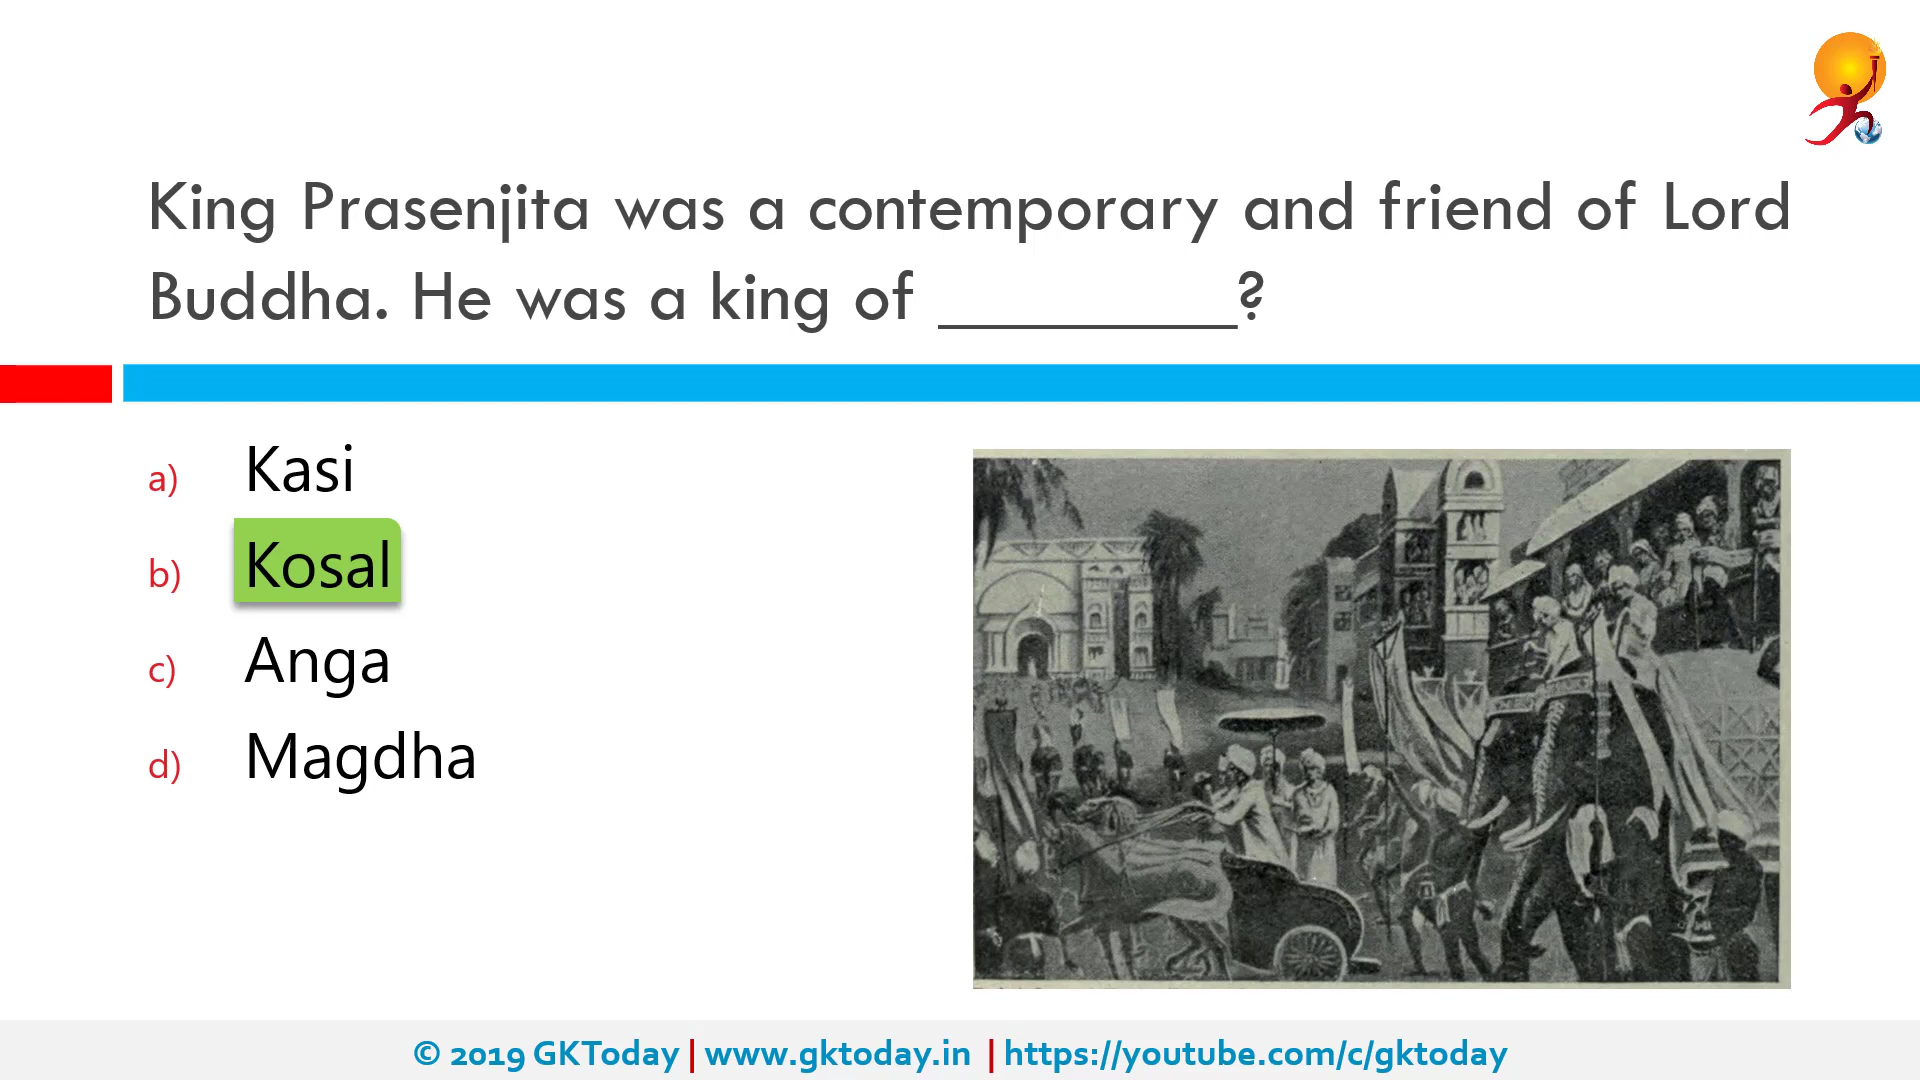 King Prasenjita was a contemporary and friend of Lord
Buddha. He was a king of _________?
a) Kasi
b) Kosal
c) Anga
d) Magdha
© 2019 GKToday | www.gktoday.in | https://youtube.com/c/gktoday